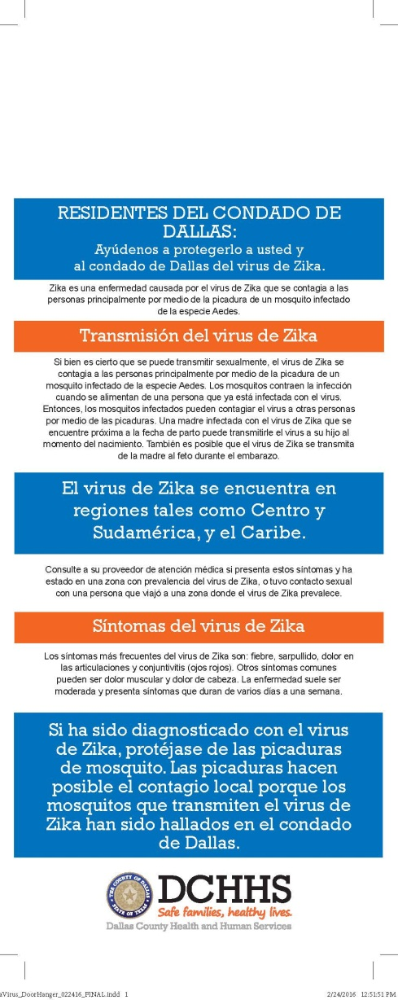 RESIDENTES DEL CONDADO DE
DALLAS:
Ayúdenos a protegerlo a usted y
al condado de Dallas del virus de Zika.
Zika es una enfermedad causada por el virus de Zika que se contagia a las
personas principalmente por medio de la picadura de un mosquito infectado
de la especie Aedes.
Transmisión del virus de Zika
Si bien es cierto que se puede transmitir sexualmente, el virus de Zika se
contagia a las personas principalmente por medio de la picadura de un
mosquito infectado de la especie Aedes. Los mosquitos contraen la infección
cuando se alimentan de una persona que ya está infectada con el virus.
Entonces, los mosquitos infectados pueden contagiar el virus a otras personas
por medio de las picaduras. Una madre infectada con el virus de Zika que se
encuentre próxima a la fecha de parto puede transmitirle el virus a su hijo al
momento del nacimiento. También es posible que el virus de Zika se transmita
de la madre al feto durante el embarazo.
El virus de Zika se encuentra en
regiones tales como Centro y
Sudamérica, y el Caribe.
Consulte a su proveedor de atención médica si presenta estos síntomas y ha
estado en una zona con prevalencia del virus de Zika, o tuvo contacto sexual
con una persona que viajó a una zona donde el virus de Zika prevalece.
Síntomas del virus de Zika
Los síntomas más frecuentes del virus de Zika son: fiebre, sarpullido, dolor en
las articulaciones y conjuntivitis (ojos rojos). Otros síntomas comunes
pueden ser dolor muscular y dolor de cabeza. La enfermedad suele ser
moderada y presenta síntomas que duran de varios días a una semana.
Si ha sido diagnosticado con el virus
de Zika, protéjase de las picaduras
de mosquito. Las picaduras hacen
posible el contagio local porque los
mosquitos que transmiten el virus de
Zika han sido hallados en el condado
de Dallas.
THE COUNTY OF DALLAS
STATE OF TEXAS
DCHHS
Safe families, healthy lives.
Dallas County Health and Human Services
aVirus_DoorHanger_022416_FINAL.indd 1
2/24/2016 12:51:51 PM